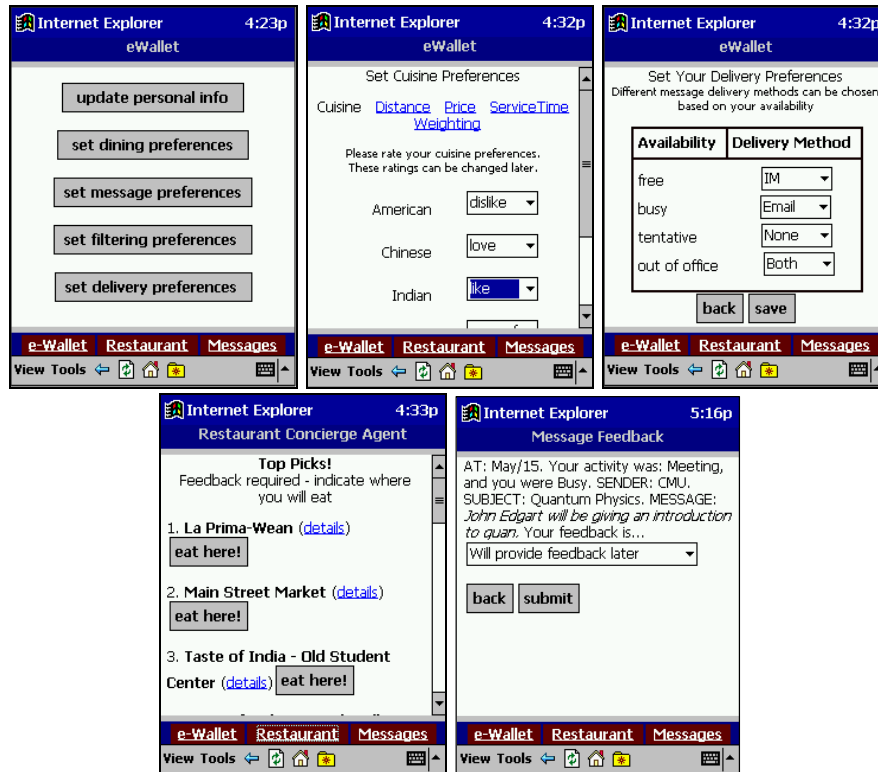 Internet Explorer 4:23p
eWallet
update personal info
set dining preferences
set message preferences
set filtering preferences
set delivery preferences
e-Wallet Restaurant Messages
View Tools
Internet Explorer 4:32p
eWallet
Set Cuisine Preferences
Cuisine Distance Price ServiceTime
Weighting
Please rate your cuisine preferences.
These ratings can be changed later.
American dislike
Chinese love
Indian like
e-Wallet Restaurant Messages
View Tools
Internet Explorer 4:32p
eWallet
Set Your Delivery Preferences
Different message delivery methods can be chosen
based on your availability
Availability Delivery Method
free IM
busy Email
tentative None
out of office Both
back save
e-Wallet Restaurant Messages
View Tools
Internet Explorer 4:33p
Restaurant Concierge Agent
Top Picks!
Feedback required - indicate where
you will eat
1. La Prima-Wean (details)
eat here!
2. Main Street Market (details)
eat here!
3. Taste of India - Old Student
Center (details) eat here!
e-Wallet Restaurant Messages
View Tools
Internet Explorer 5:16p
Message Feedback
AT: May/15. Your activity was: Meeting,
and you were Busy. SENDER: CMU.
SUBJECT: Quantum Physics. MESSAGE:
John Edgart will be giving an introduction
to quan. Your feedback is...
Will provide feedback later
back submit
e-Wallet Restaurant Messages
View Tools